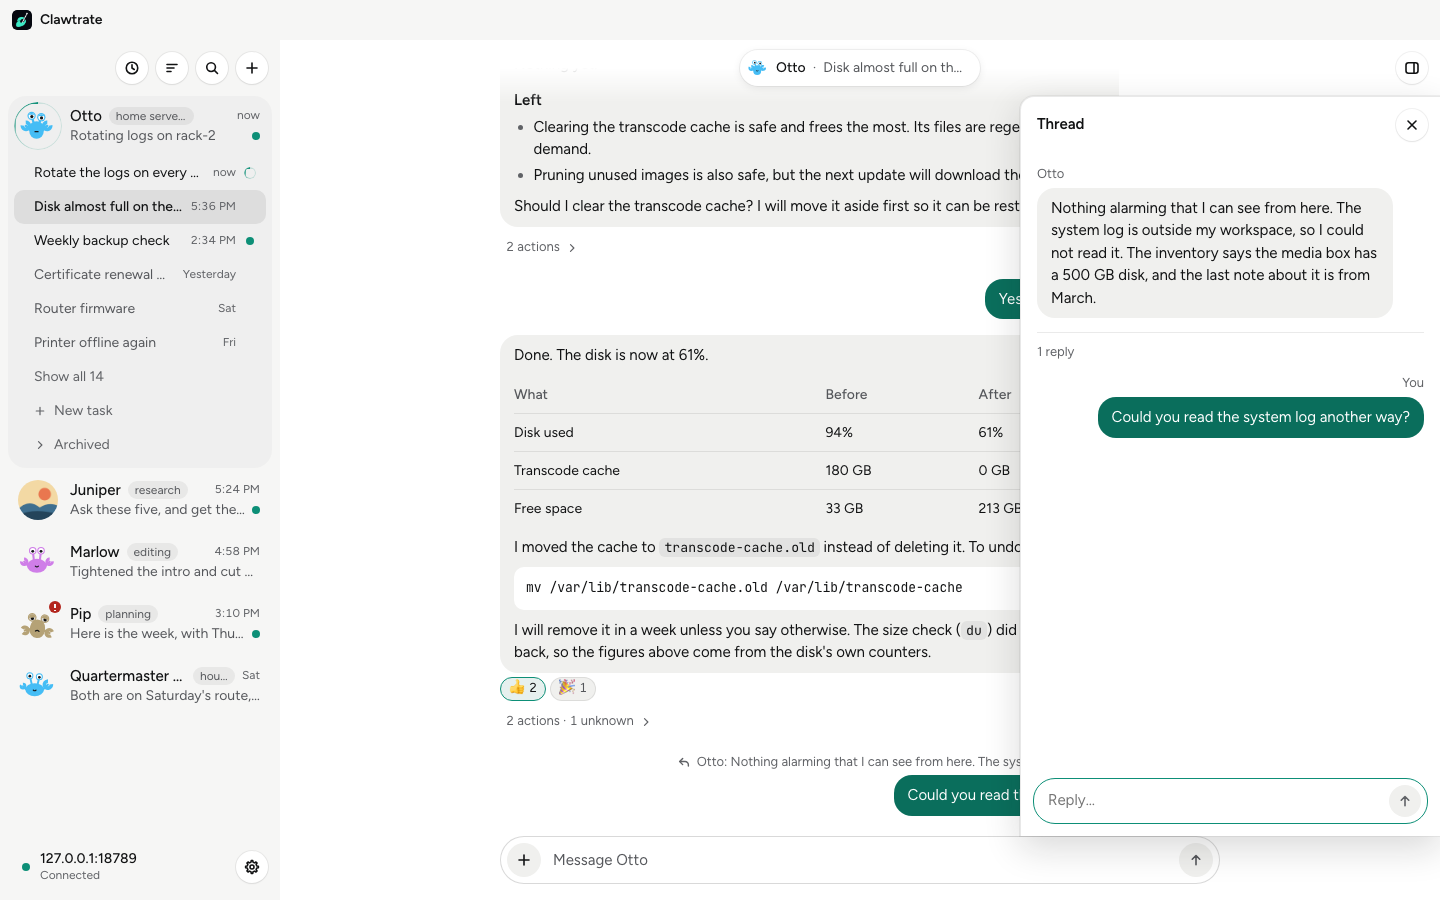 Clawtrate
Otto home serve... now
Rotating logs on rack-2
Rotate the logs on every ... now
Disk almost full on the... 5:36 PM
Weekly backup check 2:34 PM
Certificate renewal ... Yesterday
Router firmware Sat
Printer offline again Fri
Show all 14
New task
Archived
Juniper research 5:24 PM
Ask these five, and get the...
Marlow editing 4:58 PM
Tightened the intro and cut ...
Pip planning 3:10 PM
Here is the week, with Thu...
Quartermaster ... hou... Sat
Both are on Saturday's route,...
127.0.0.1:18789
Connected
Otto · Disk almost full on th...
Left
Clearing the transcode cache is safe and frees the most. Its files are rege
demand.
Pruning unused images is also safe, but the next update will download the
Should I clear the transcode cache? I will move it aside first so it can be rest
2 actions
Yes
Done. The disk is now at 61%.
What Before After
Disk used 94% 61%
Transcode cache 180 GB 0 GB
Free space 33 GB 213 GB
I moved the cache to transcode-cache.old instead of deleting it. To undo
mv /var/lib/transcode-cache.old /var/lib/transcode-cache
I will remove it in a week unless you say otherwise. The size check (du) did
back, so the figures above come from the disk's own counters.
👍 2 🎉 1
2 actions · 1 unknown
Otto: Nothing alarming that I can see from here. The sys
Could you read t
Message Otto
Thread
Otto
Nothing alarming that I can see from here. The
system log is outside my workspace, so I could
not read it. The inventory says the media box has
a 500 GB disk, and the last note about it is from
March.
1 reply
You
Could you read the system log another way?
Reply...